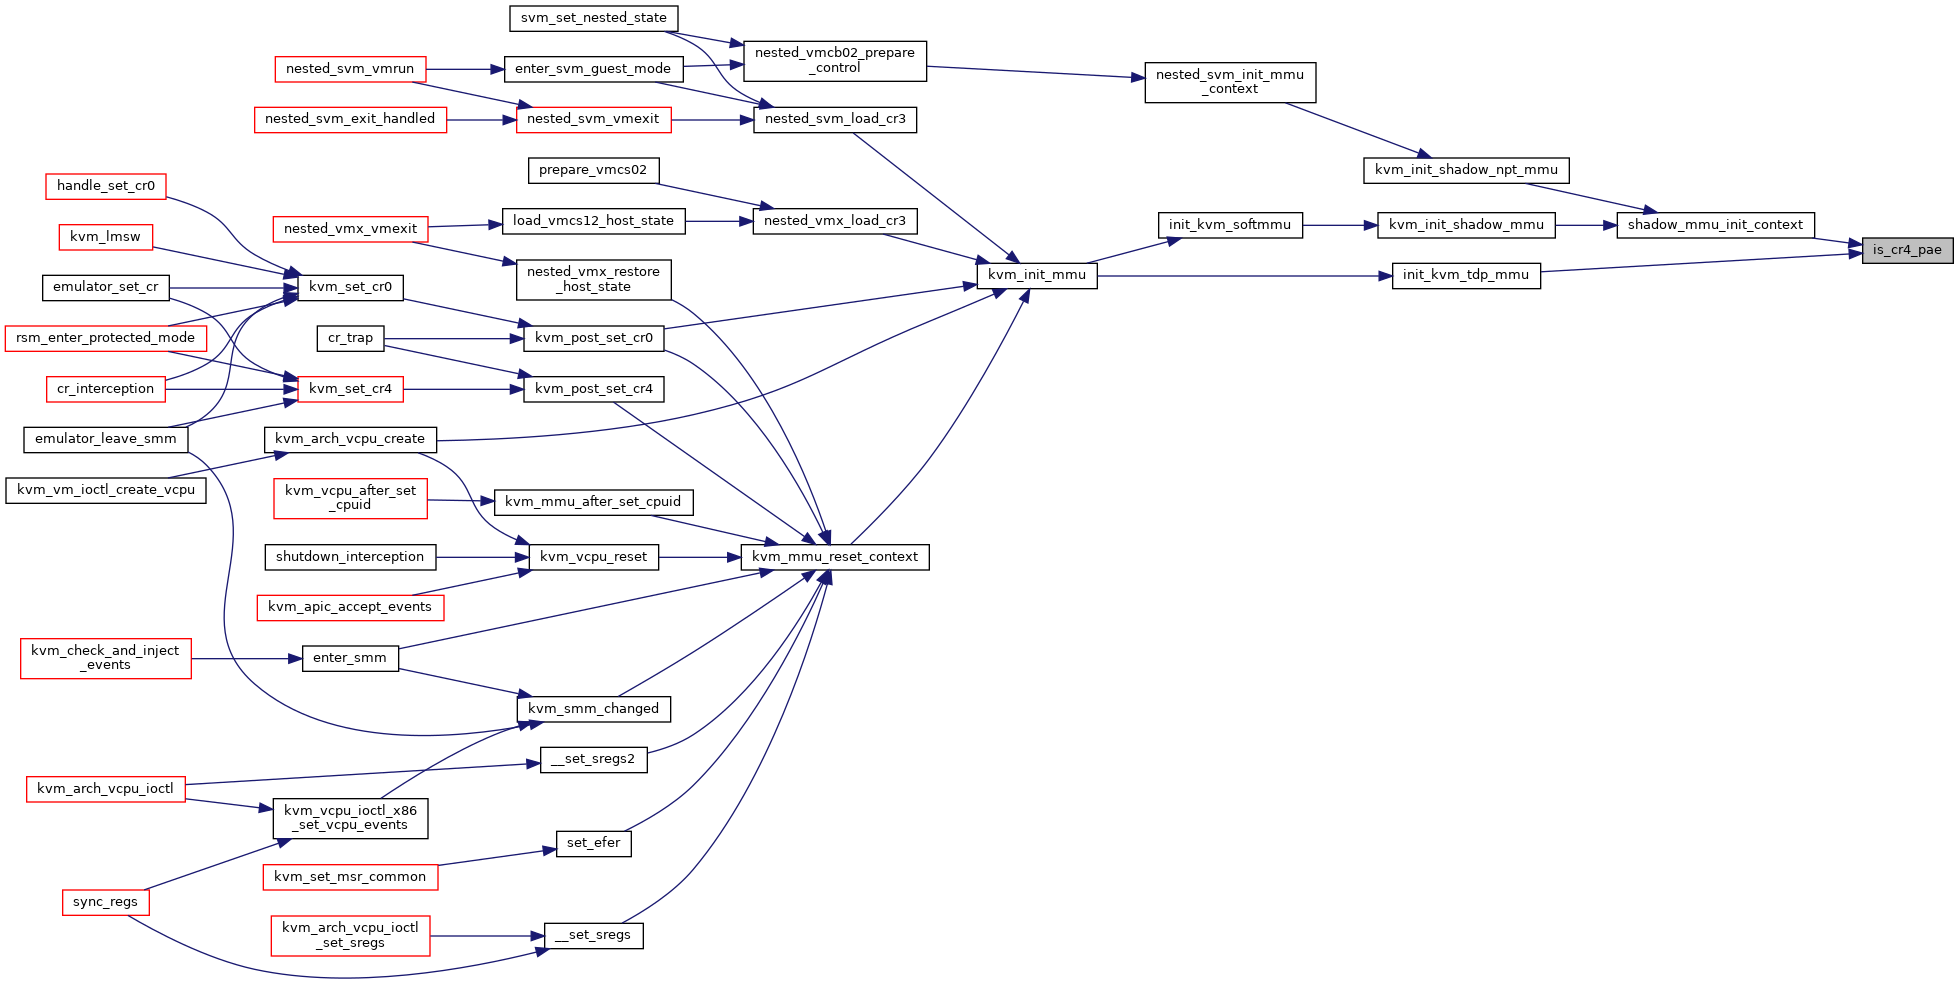 svm_set_nested_state
nested_vmcb02_prepare
_control
nested_svm_vmrun
enter_svm_guest_mode
nested_svm_init_mmu
_context
nested_svm_exit_handled
nested_svm_vmexit
nested_svm_load_cr3
prepare_vmcs02
kvm_init_shadow_npt_mmu
handle_set_cr0
nested_vmx_vmexit
load_vmcs12_host_state
nested_vmx_load_cr3
init_kvm_softmmu
kvm_init_shadow_mmu
shadow_mmu_init_context
is_cr4_pae
kvm_lmsw
nested_vmx_restore
_host_state
kvm_init_mmu
init_kvm_tdp_mmu
emulator_set_cr
kvm_set_cr0
rsm_enter_protected_mode
cr_trap
kvm_post_set_cr0
cr_interception
kvm_set_cr4
kvm_post_set_cr4
emulator_leave_smm
kvm_arch_vcpu_create
kvm_vm_ioctl_create_vcpu
kvm_vcpu_after_set
_cpuid
kvm_mmu_after_set_cpuid
shutdown_interception
kvm_vcpu_reset
kvm_mmu_reset_context
kvm_apic_accept_events
kvm_check_and_inject
_events
enter_smm
kvm_smm_changed
__set_sregs2
kvm_arch_vcpu_ioctl
kvm_vcpu_ioctl_x86
_set_vcpu_events
set_efer
kvm_set_msr_common
sync_regs
kvm_arch_vcpu_ioctl
_set_sregs
__set_sregs